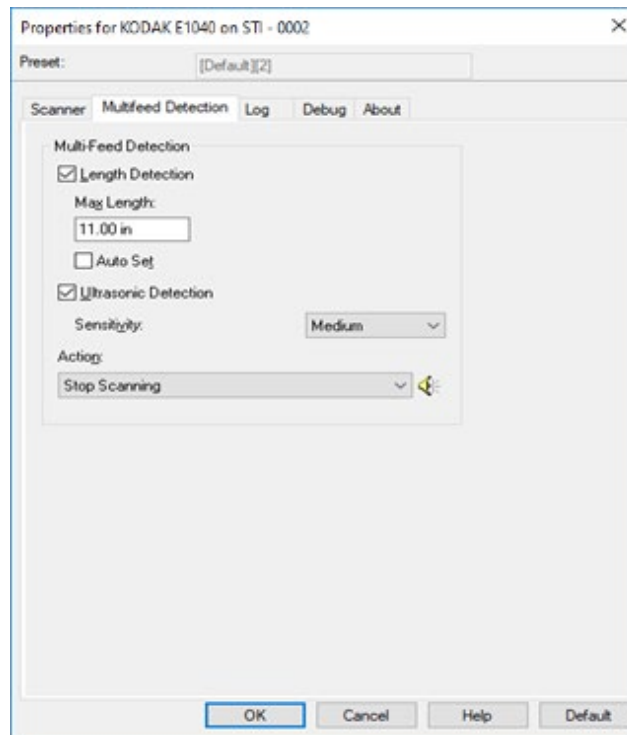 Properties for KODAK E1040 on STI - 0002
Preset: [Default][2]
Scanner Multifeed Detection Log Debug About
Multi-Feed Detection
Length Detection
Max Length:
11.00 in
Auto Set
Ultrasonic Detection
Sensitivity: Medium
Action:
Stop Scanning
OK Cancel Help Default